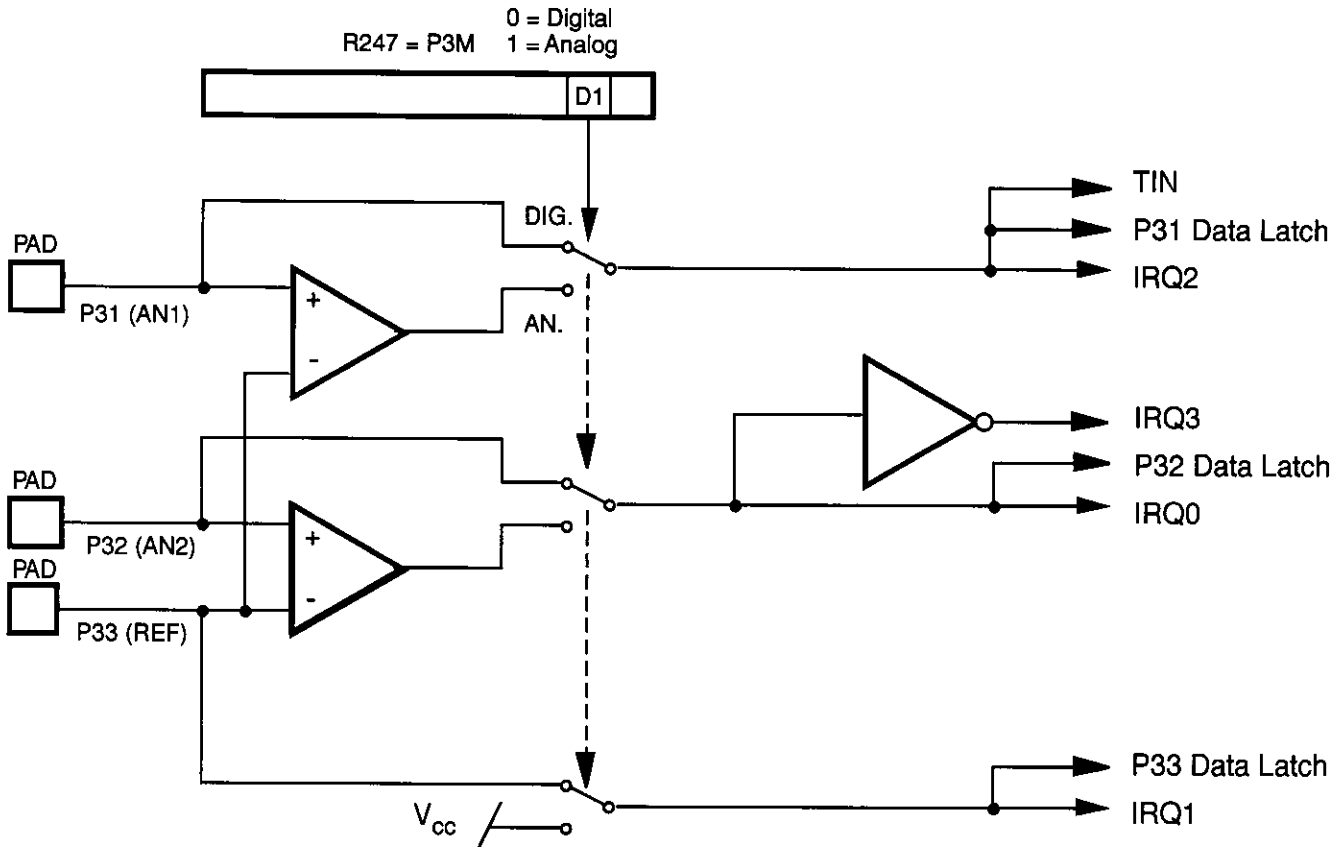 0 = Digital
R247 = P3M 1 = Analog
D1
TIN
DIG.
P31 Data Latch
PAD
IRQ2
P31 (AN1)
+
AN.
-
IRQ3
P32 Data Latch
PAD
IRQ0
+
P32 (AN2)
PAD
-
P33 (REF)
P33 Data Latch
IRQ1
Vcc